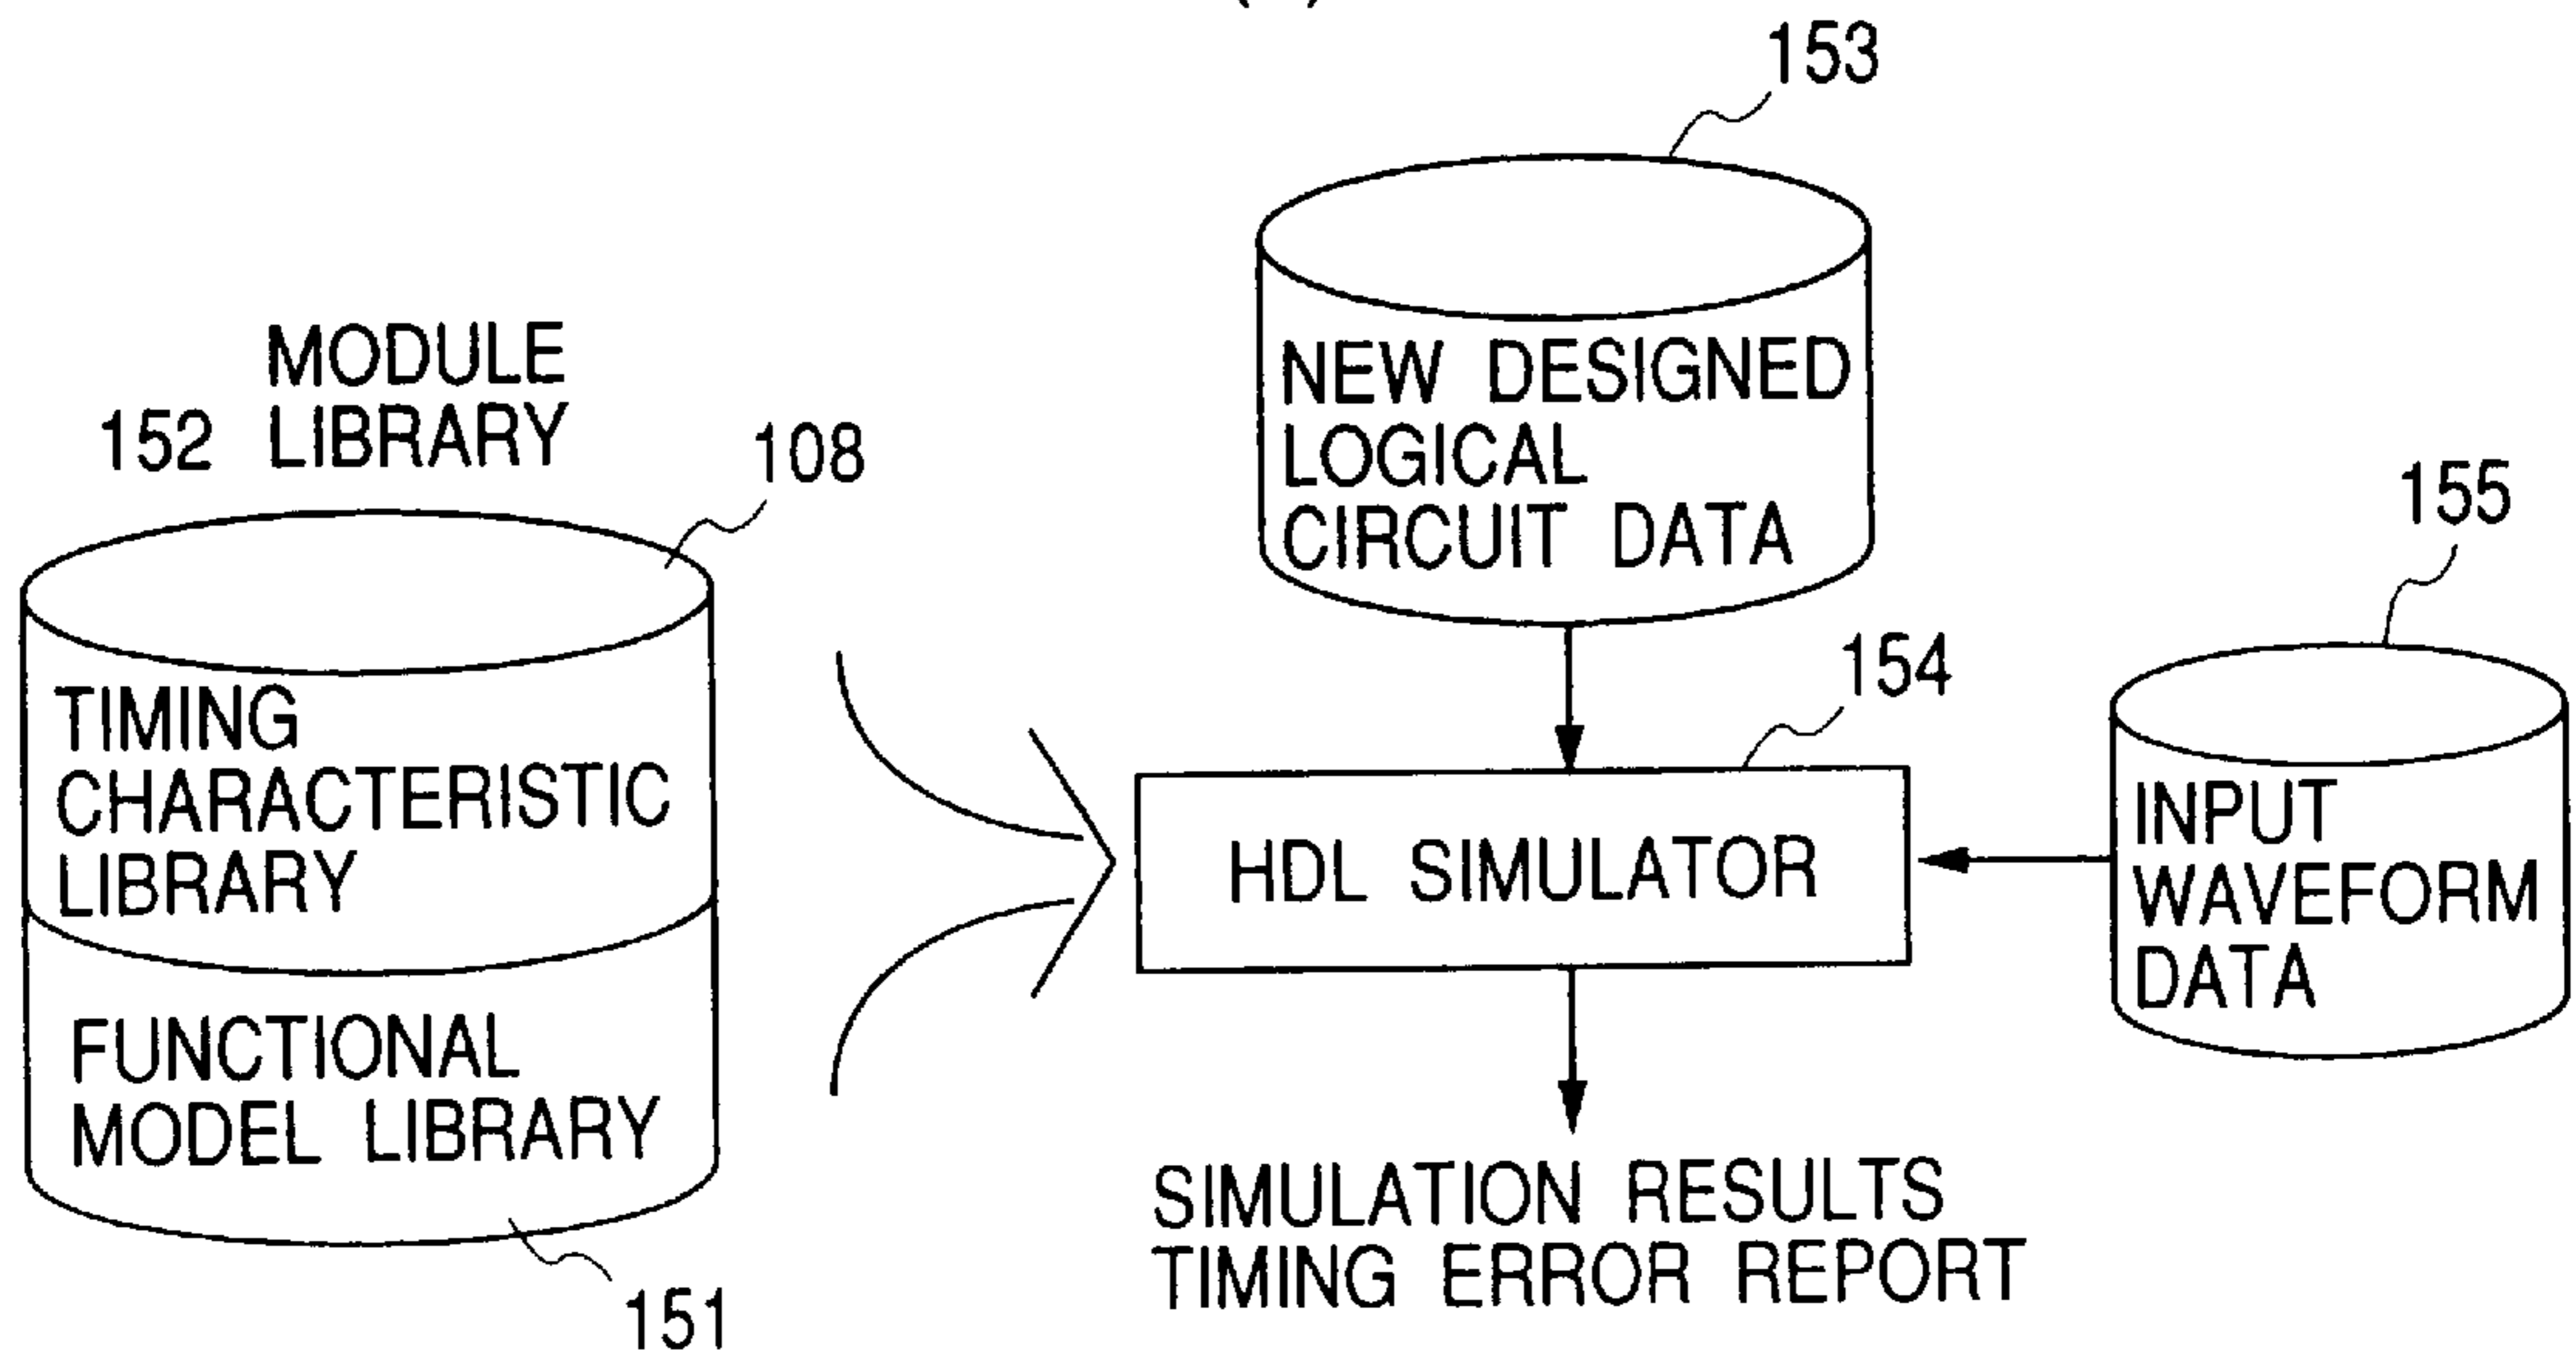 153
MODULE
152 LIBRARY
108
TIMING
CHARACTERISTIC
LIBRARY
FUNCTIONAL
MODEL LIBRARY
151
NEW DESIGNED
LOGICAL
CIRCUIT DATA
154
HDL SIMULATOR
155
INPUT
WAVEFORM
DATA
SIMULATION RESULTS
TIMING ERROR REPORT